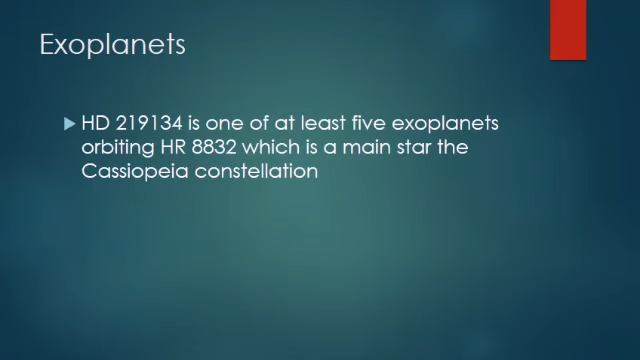 Exoplanets
HD 219134 is one of at least five exoplanets
orbiting HR 8832 which is a main star the
Cassiopeia constellation